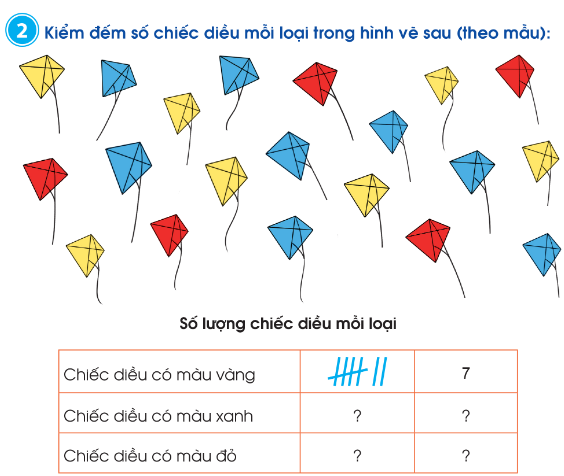 2 Kiểm đếm số chiếc diều mỗi loại trong hình vẽ sau (theo mẫu):
Số lượng chiếc diều mỗi loại
Chiếc diều có màu vàng 7
Chiếc diều có màu xanh ? ?
Chiếc diều có màu đỏ ? ?